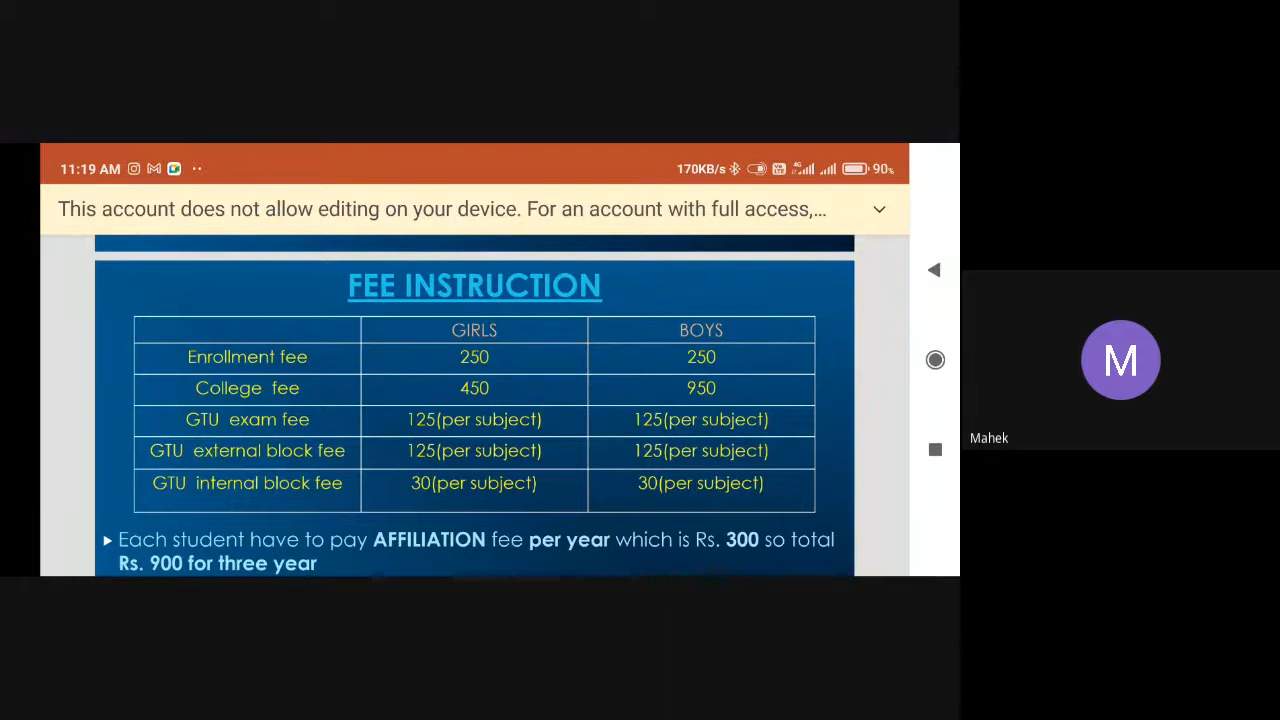 11:19 AM
170KB/s 4G 90%
This account does not allow editing on your device. For an account with full access,...
FEE INSTRUCTION
GIRLS BOYS
Enrollment fee 250 250
College fee 450 950
GTU exam fee 125(per subject) 125(per subject)
GTU external block fee 125(per subject) 125(per subject)
GTU internal block fee 30(per subject) 30(per subject)
Each student have to pay AFFILIATION fee per year which is Rs. 300 so total
Rs. 900 for three year
M
Mahek